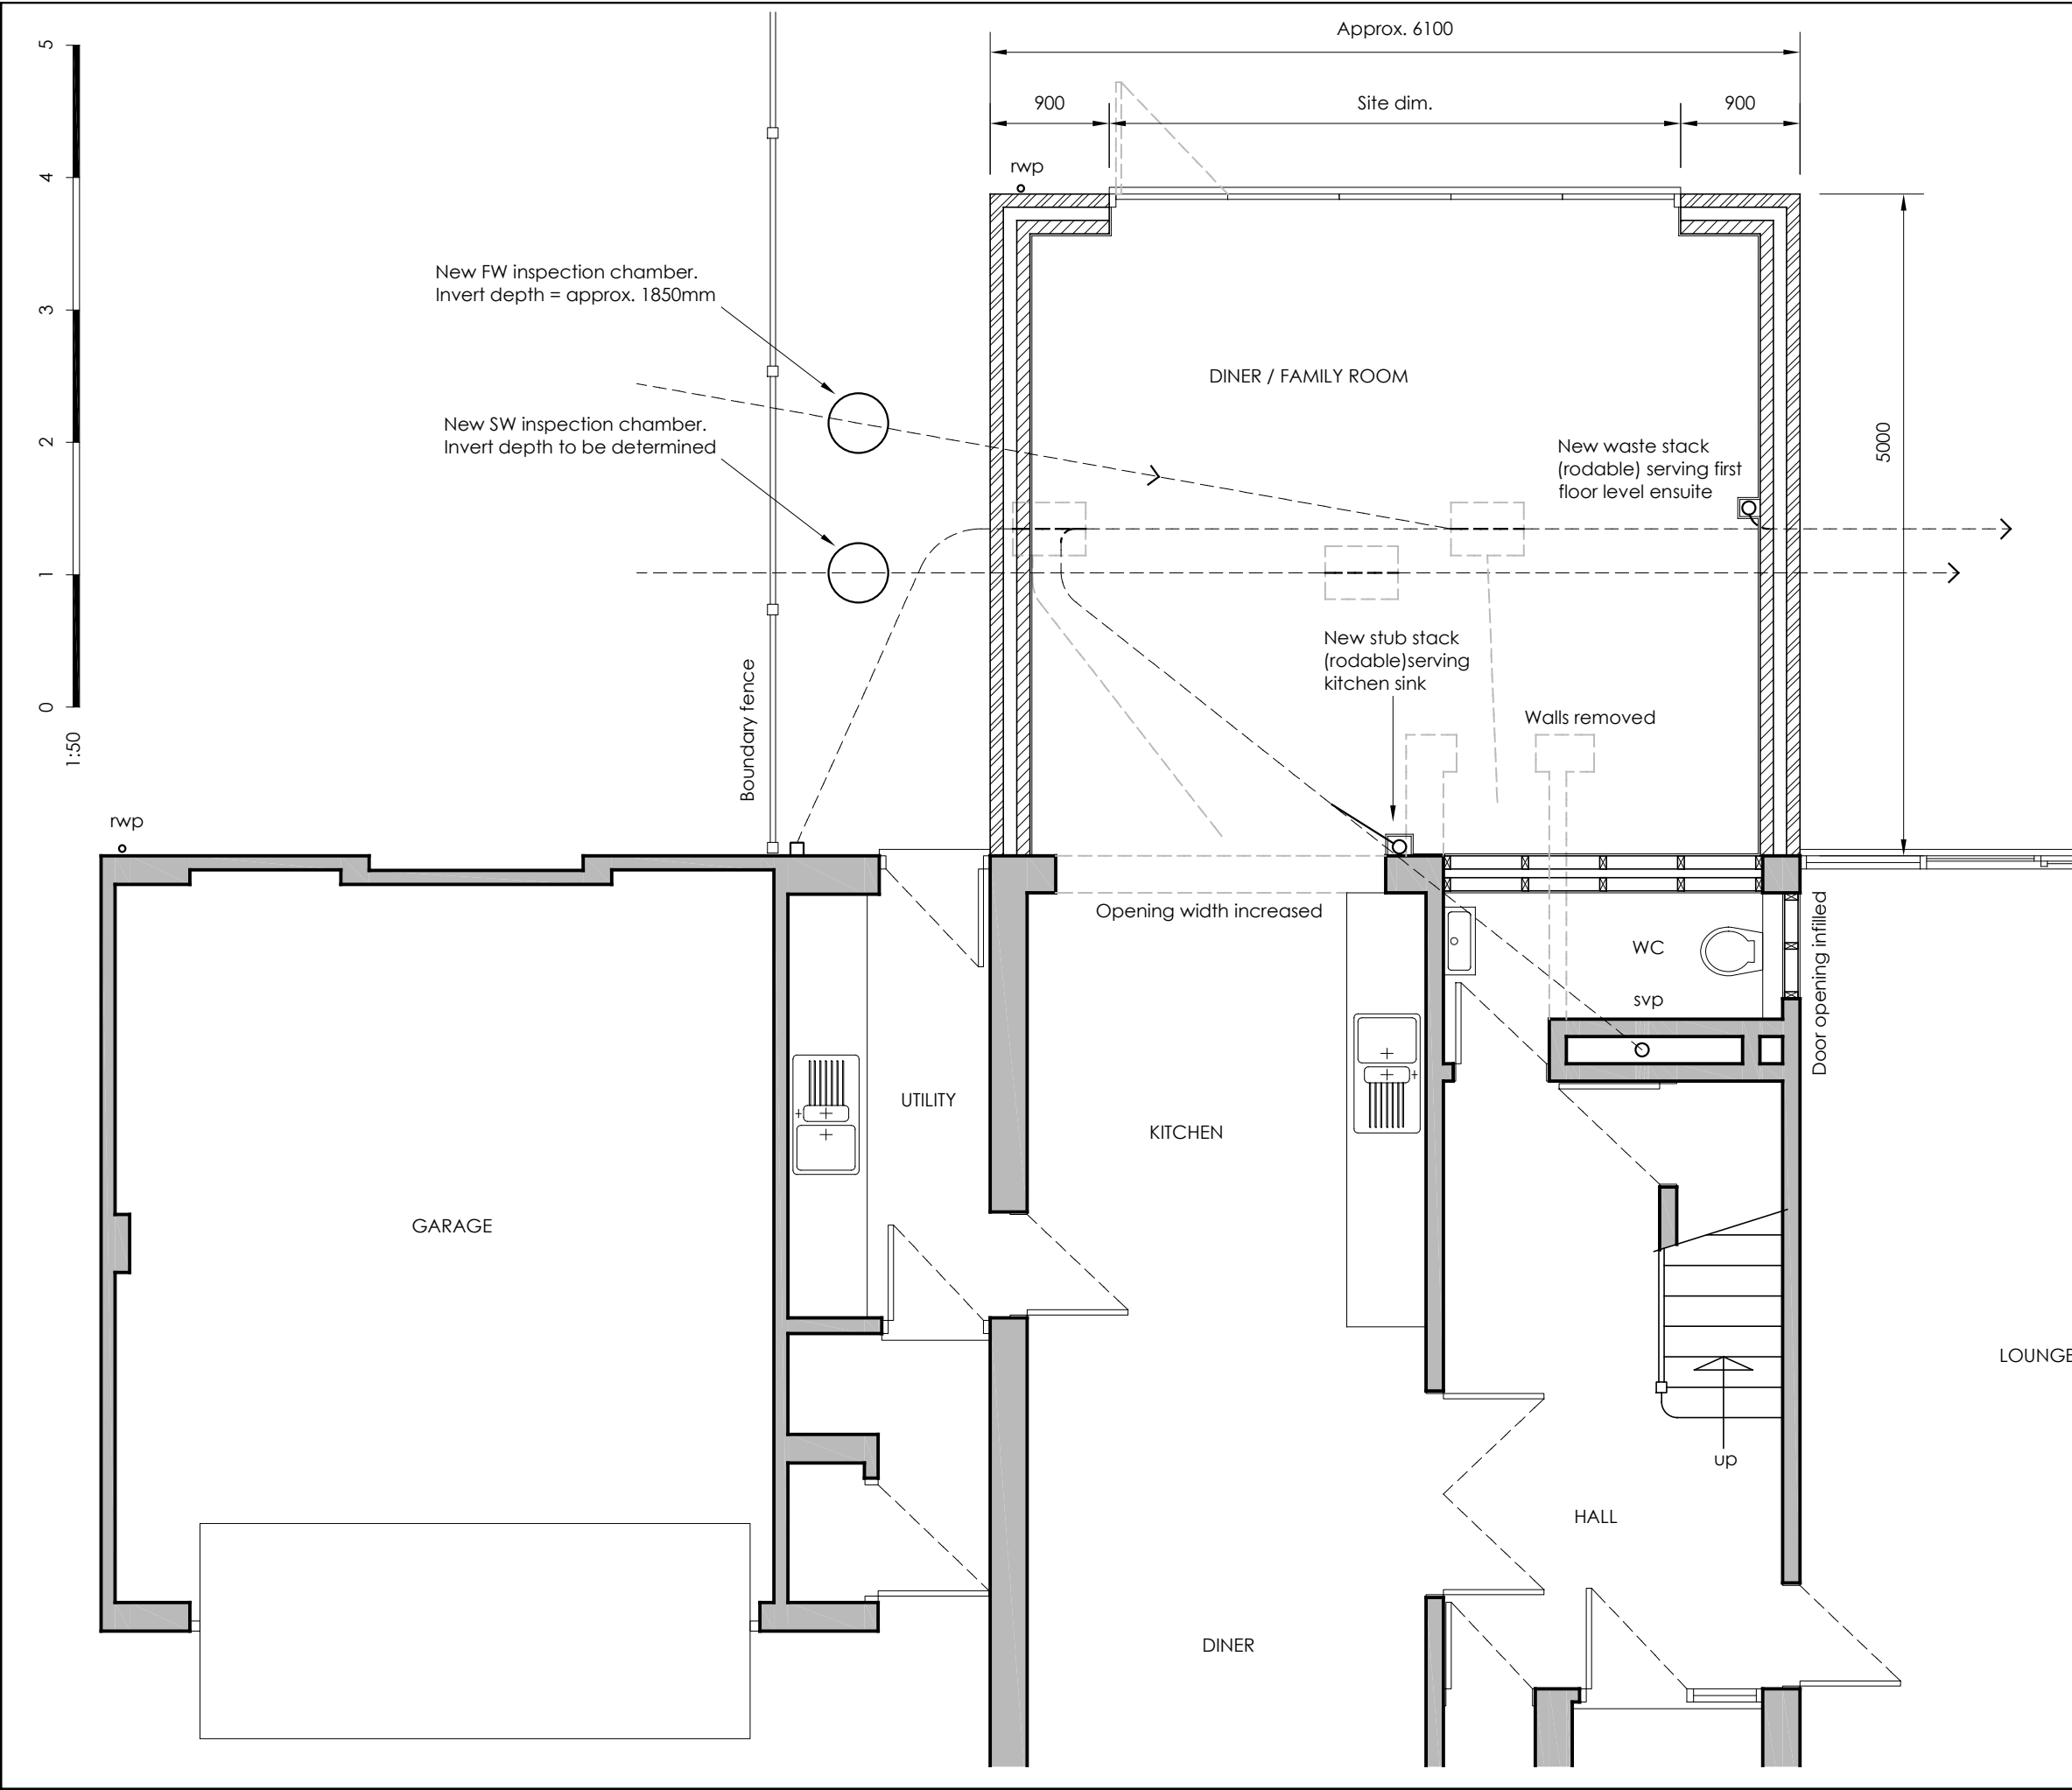 Approx. 6100
900
Site dim.
900
rwp
5
4
3
2
1
0
1:50
New FW inspection chamber.
Invert depth = approx. 1850mm
DINER / FAMILY ROOM
New SW inspection chamber.
Invert depth to be determined
New waste stack
(rodable) serving first
floor level ensuite
5000
New stub stack
(rodable)serving
kitchen sink
Boundary fence
Walls removed
rwp
Opening width increased
WC
svp
Door opening infilled
UTILITY
KITCHEN
GARAGE
LOUNGE
up
HALL
DINER